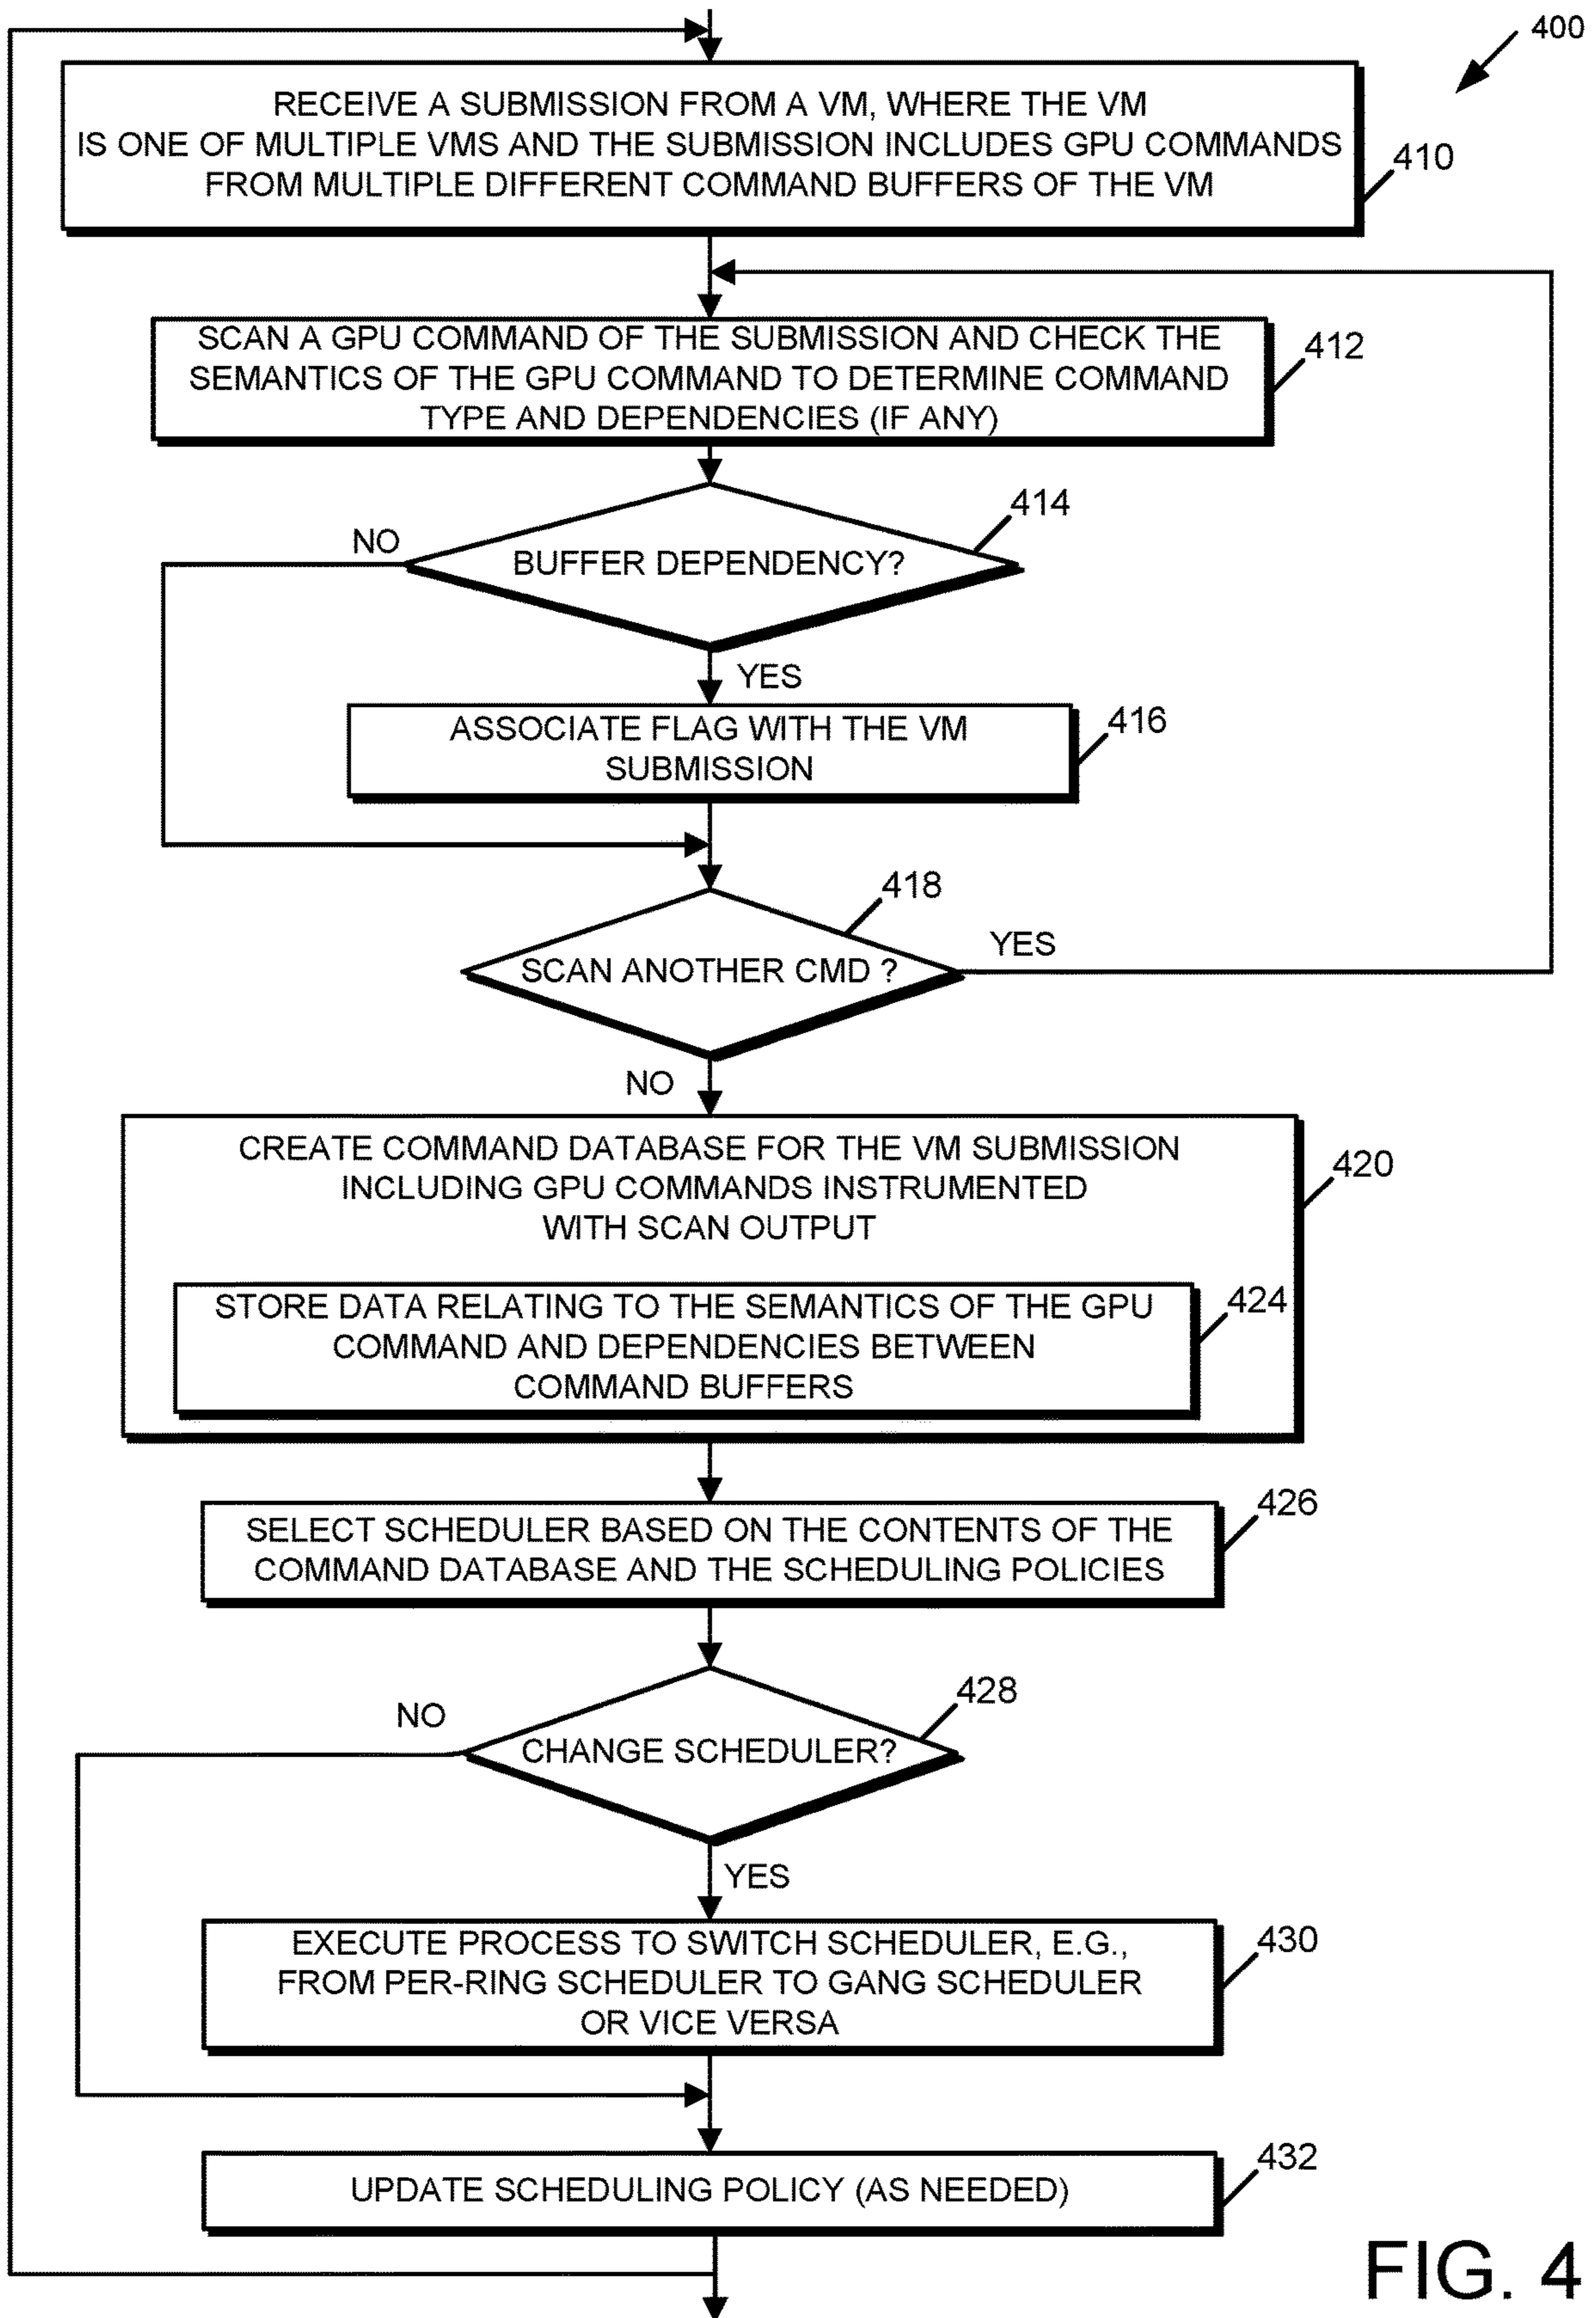 400
RECEIVE A SUBMISSION FROM A VM, WHERE THE VM
IS ONE OF MULTIPLE VMS AND THE SUBMISSION INCLUDES GPU COMMANDS
FROM MULTIPLE DIFFERENT COMMAND BUFFERS OF THE VM
410
SCAN A GPU COMMAND OF THE SUBMISSION AND CHECK THE
SEMANTICS OF THE GPU COMMAND TO DETERMINE COMMAND
TYPE AND DEPENDENCIES (IF ANY)
412
414
NO
BUFFER DEPENDENCY?
YES
ASSOCIATE FLAG WITH THE VM
SUBMISSION
416
418
YES
SCAN ANOTHER CMD ?
NO
CREATE COMMAND DATABASE FOR THE VM SUBMISSION
INCLUDING GPU COMMANDS INSTRUMENTED
WITH SCAN OUTPUT
420
STORE DATA RELATING TO THE SEMANTICS OF THE GPU
COMMAND AND DEPENDENCIES BETWEEN
COMMAND BUFFERS
424
SELECT SCHEDULER BASED ON THE CONTENTS OF THE
COMMAND DATABASE AND THE SCHEDULING POLICIES
426
428
NO
CHANGE SCHEDULER?
YES
EXECUTE PROCESS TO SWITCH SCHEDULER, E.G.,
FROM PER-RING SCHEDULER TO GANG SCHEDULER
OR VICE VERSA
430
UPDATE SCHEDULING POLICY (AS NEEDED)
432
FIG. 4